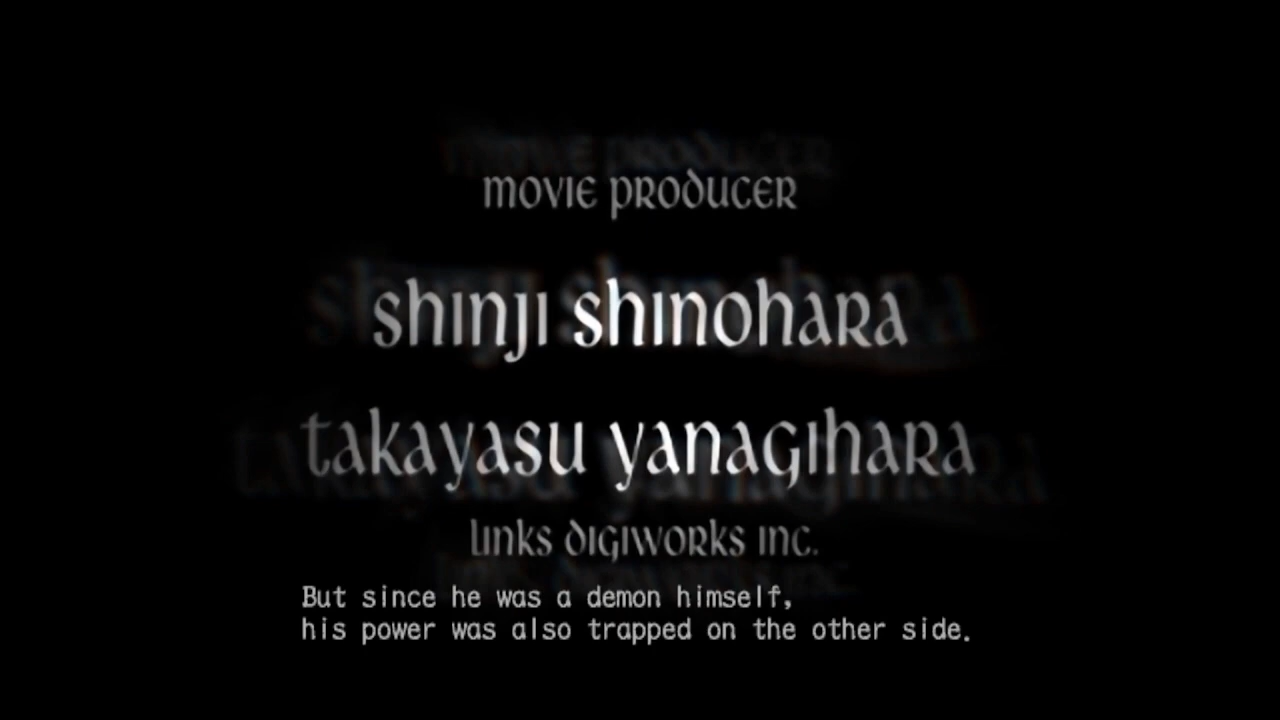 movie producer
shinji shinohara
takayasu yanagihara
links digiworks inc.
But since he was a demon himself,
his power was also trapped on the other side.